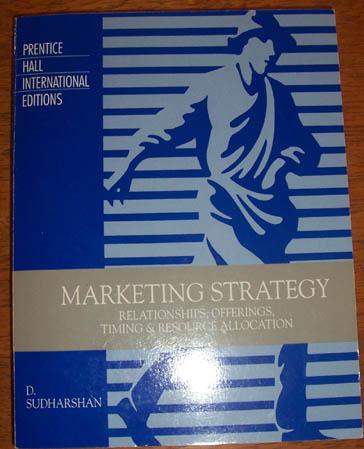 PRENTICE
HALL
INTERNATIONAL
EDITIONS
MARKETING STRATEGY
RELATIONSHIPS, OFFERINGS,
TIMING & RESOURCE ALLOCATION
D.
SUDHARSHAN